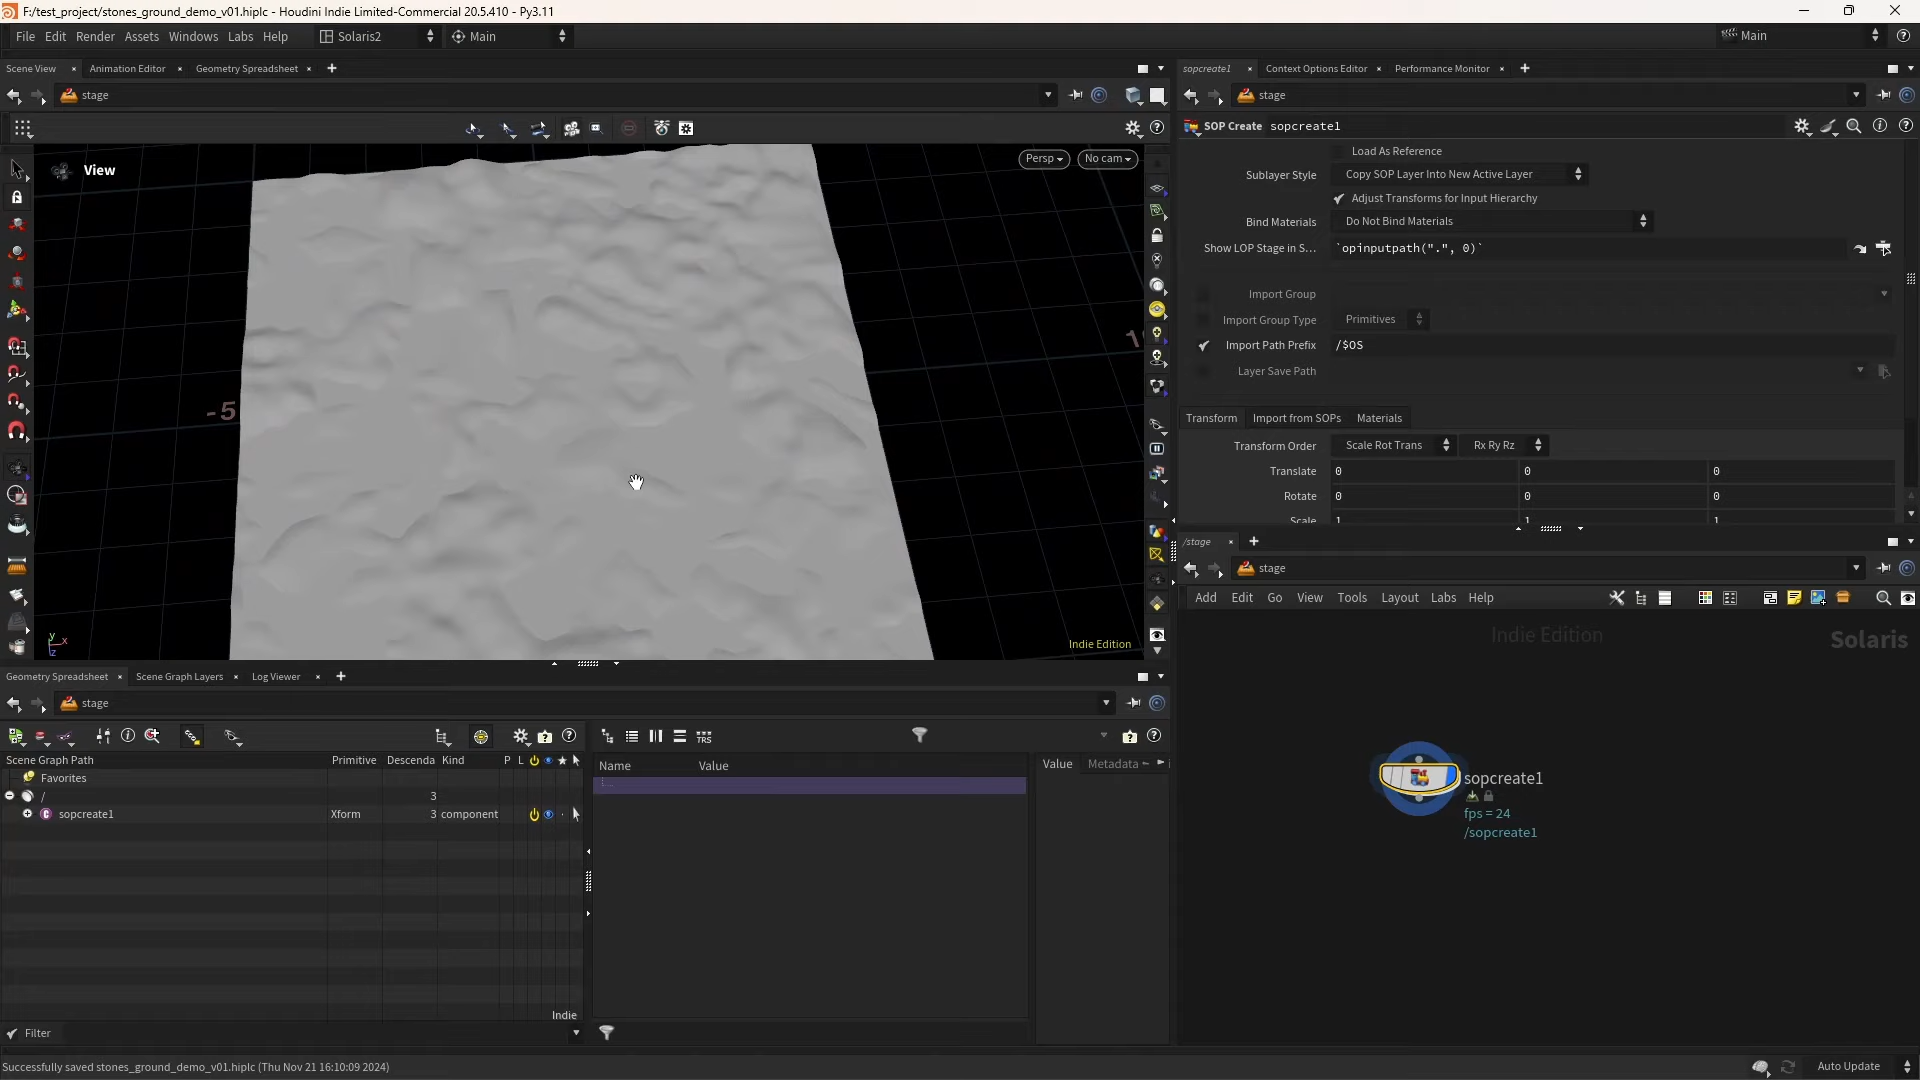 F:/test_project/stones_ground_demo_v01.hiplc - Houdini Indie Limited-Commercial 20.5.410 - Py3.11
File Edit Render Assets Windows Labs Help Solaris2 Main Main
Scene View Animation Editor Geometry Spreadsheet
stage
View
Persp No cam
-5
Indie Edition
sopcreate1 Context Options Editor Performance Monitor
stage
SOP Create sopcreate1
Load As Reference
Sublayer Style Copy SOP Layer Into New Active Layer
Adjust Transforms for Input Hierarchy
Bind Materials Do Not Bind Materials
Show LOP Stage in S... `opinputpath(".", 0)`
Import Group
Import Group Type Primitives
Import Path Prefix /$OS
Layer Save Path
Transform Import from SOPs Materials
Transform Order Scale Rot Trans Rx Ry Rz
Translate 0 0 0
Rotate 0 0 0
Scale 1 1 1
/stage
stage
Add Edit Go View Tools Layout Labs Help
Indie Edition Solaris
sopcreate1
fps = 24
/sopcreate1
Geometry Spreadsheet Scene Graph Layers Log Viewer
stage
Scene Graph Path Primitive Descenda Kind P L
Favorites
/ 3
sopcreate1 Xform 3 component
Indie
Filter
Name Value
Value Metadata
Successfully saved stones_ground_demo_v01.hiplc (Thu Nov 21 16:10:09 2024)
Auto Update